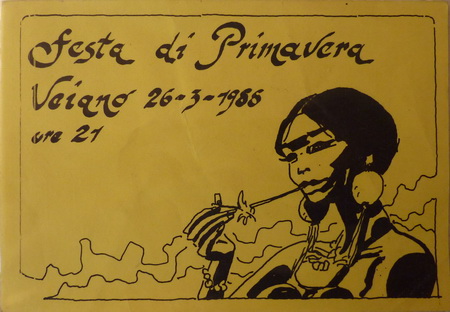 Festa di Primavera
Veiano 26-3-1988
ore 21